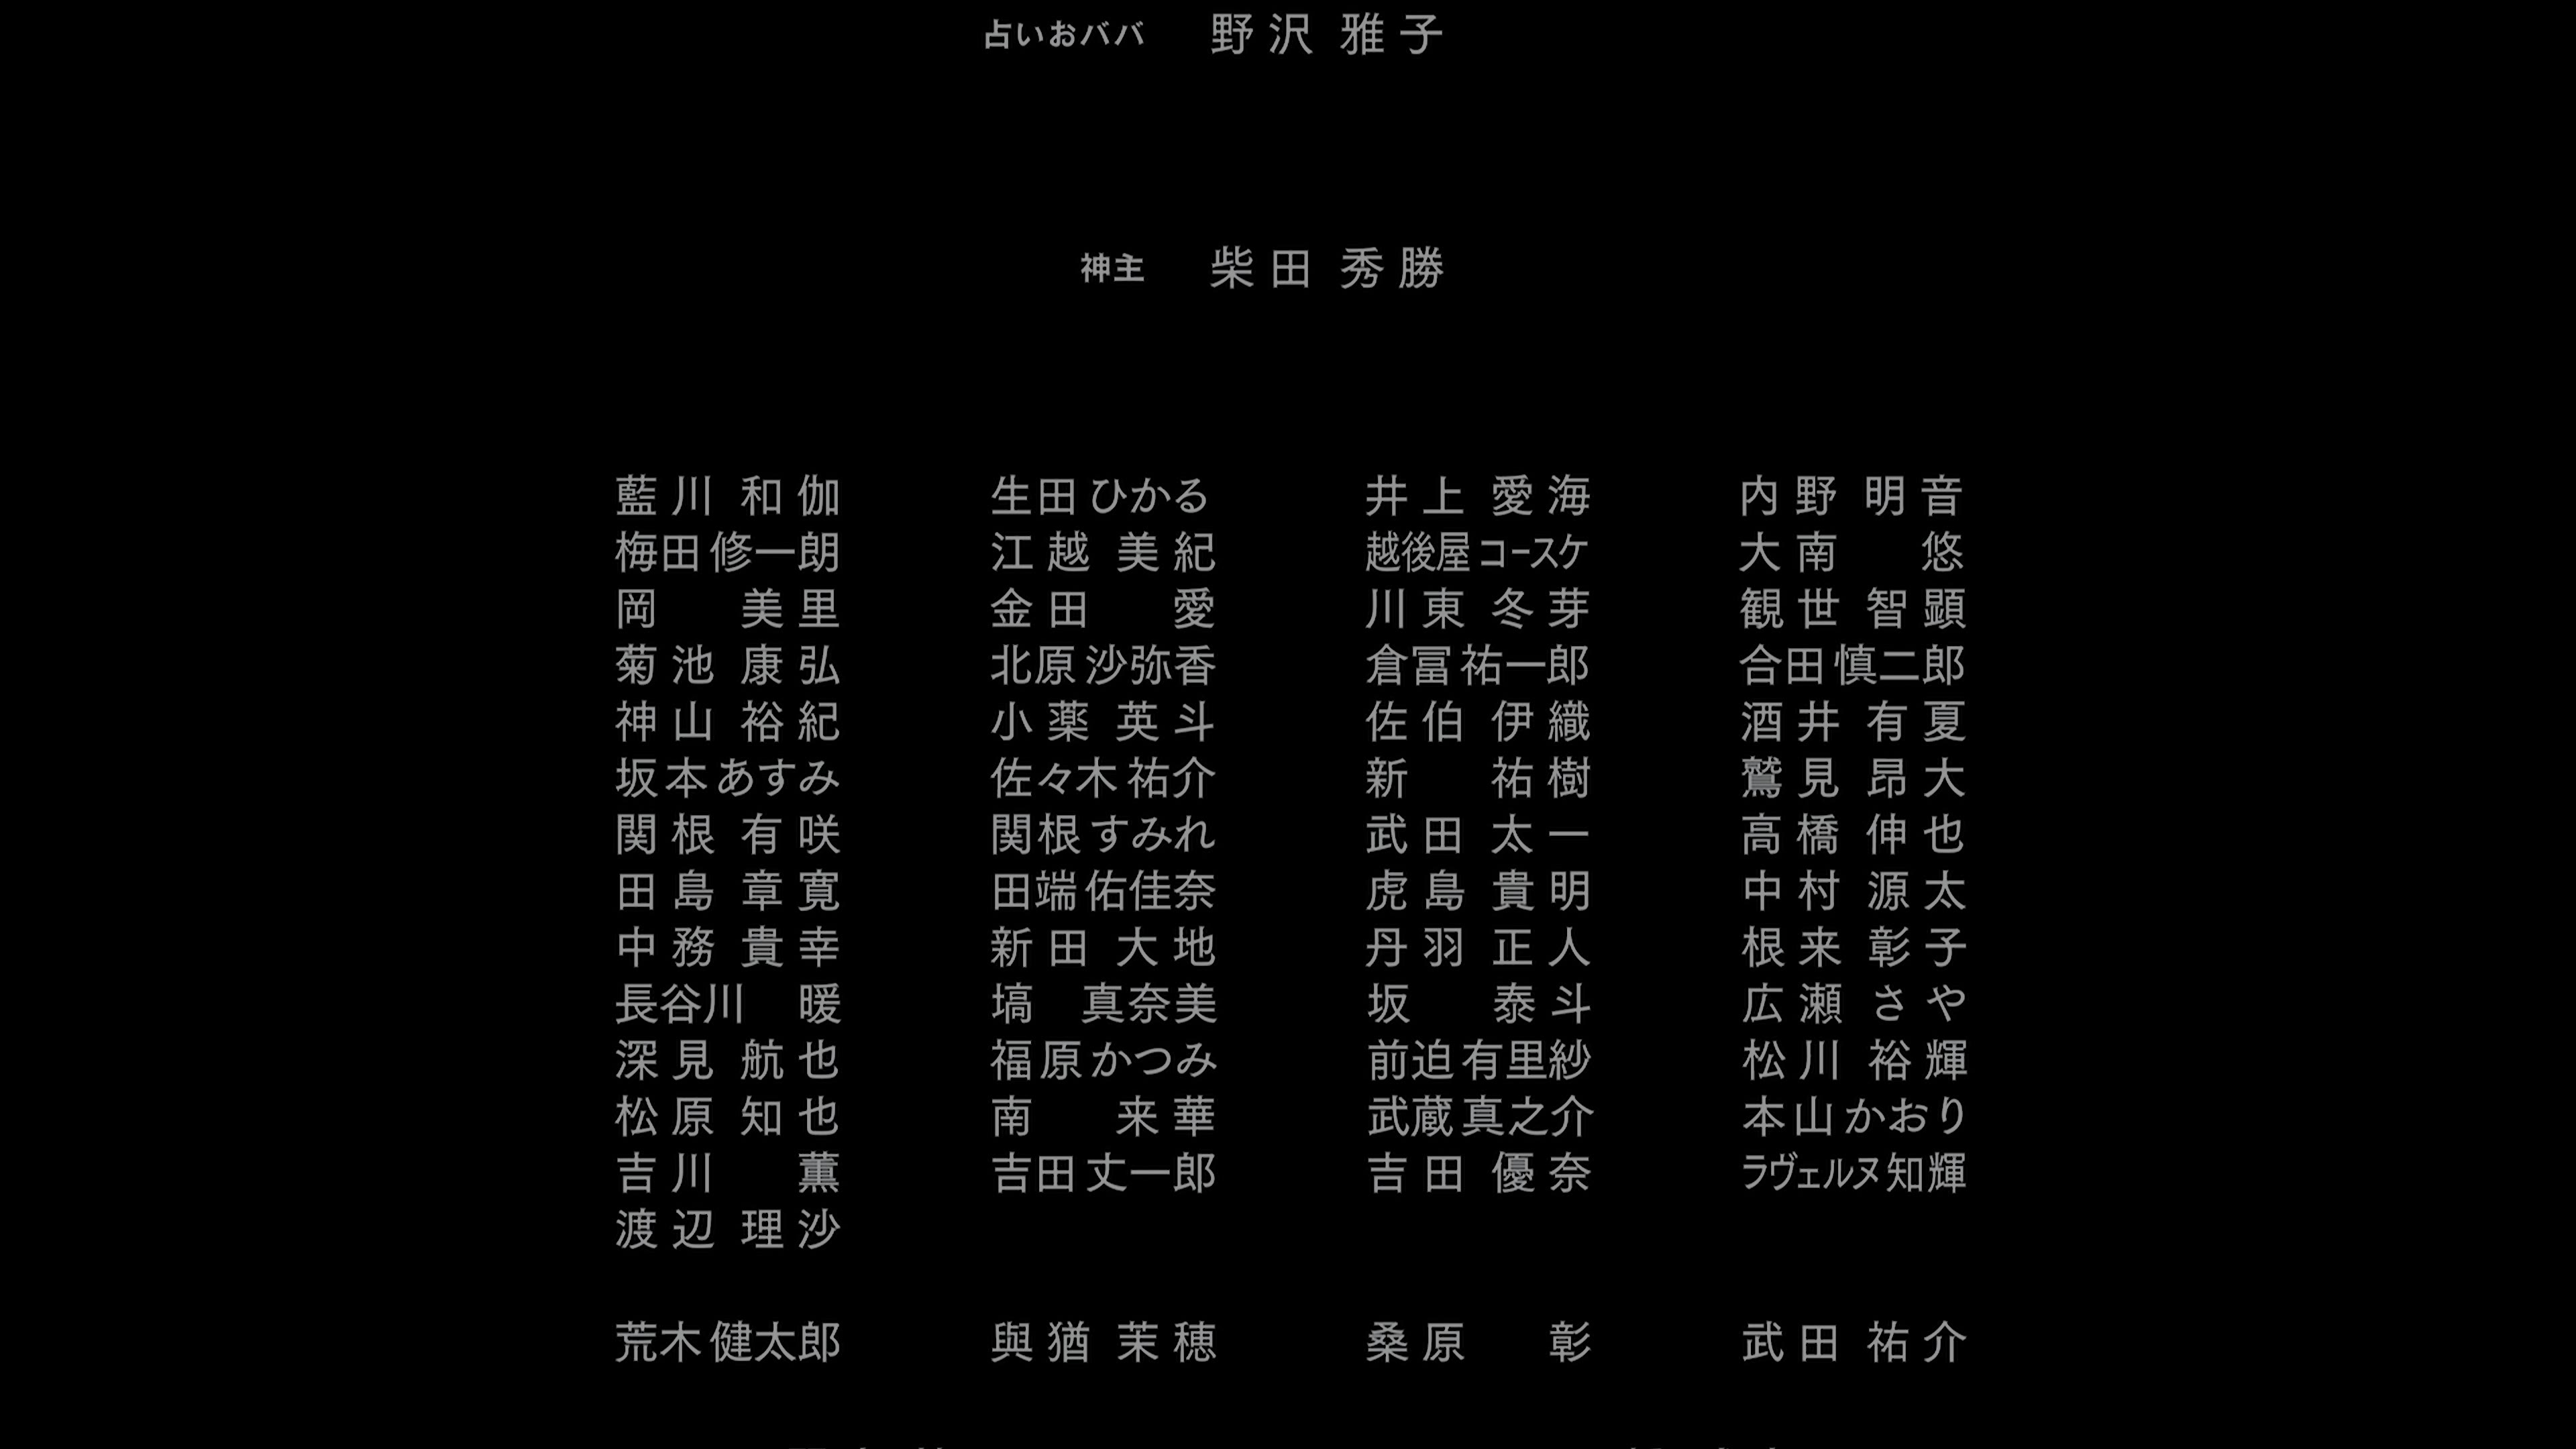 占いおババ 野沢 雅子
神主 柴田 秀勝
藍川 和伽 生田 ひかる 井上 愛海 内野 明音
梅田 修一朗 江越 美紀 越後屋 コースケ 大南 悠
岡 美里 金田 愛 川東 冬芽 観世 智顕
菊池 康弘 北原 沙弥香 倉冨 祐一郎 合田 慎二郎
神山 裕紀 小薬 英斗 佐伯 伊織 酒井 有夏
坂本 あすみ 佐々木 祐介 新 祐樹 鷲見 昂大
関根 有咲 関根 すみれ 武田 太一 高橋 伸也
田島 章寛 田端 佑佳奈 虎島 貴明 中村 源太
中務 貴幸 新田 大地 丹羽 正人 根来 彰子
長谷川 暖 塙 真奈美 坂 泰斗 広瀬 さや
深見 航也 福原 かつみ 前迫 有里紗 松川 裕輝
松原 知也 南 来華 武蔵 真之介 本山 かおり
吉川 薫 吉田 丈一郎 吉田 優奈 ラヴェルヌ 知輝
渡辺 理沙
荒木 健太郎 與猶 茉穂 桑原 彰 武田 祐介